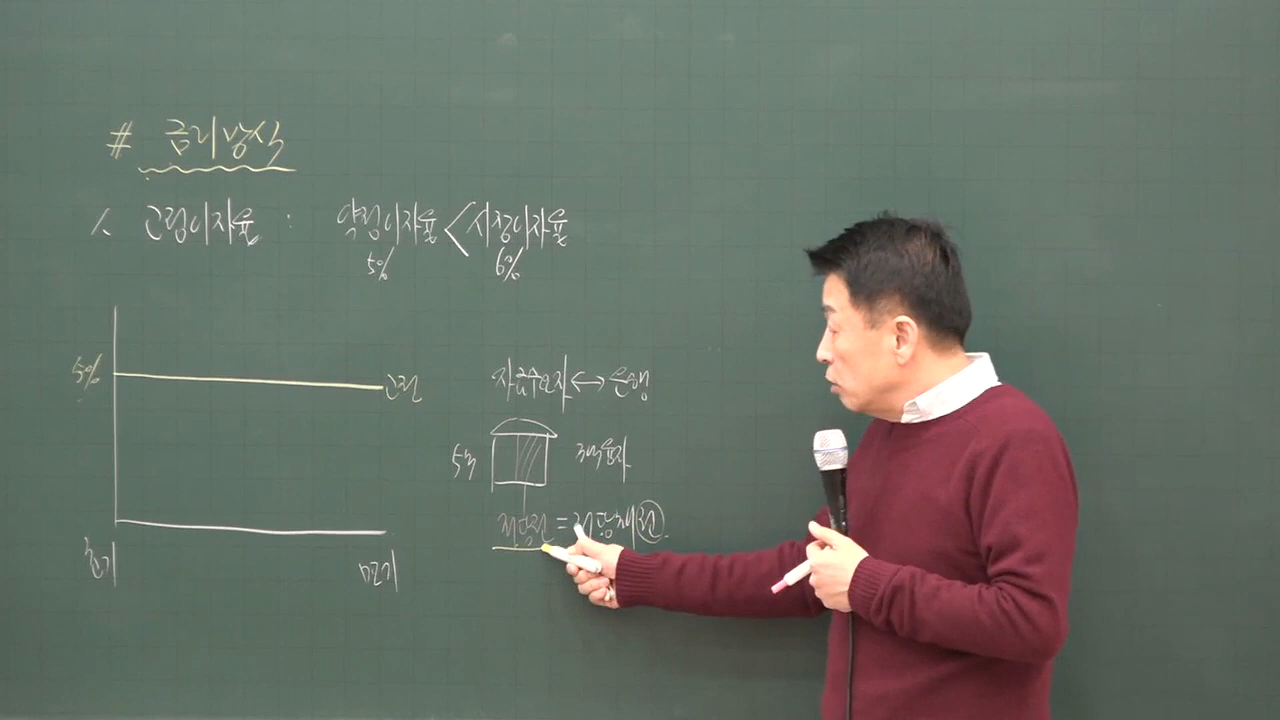 # 금리방식
1. 고정이자율 : 약정이자율 < 시장이자율
5% 6%
5% 고정
초기 만기
자금수요자 ↔ 은행
5억 3억융자
저당권 = 저당채권